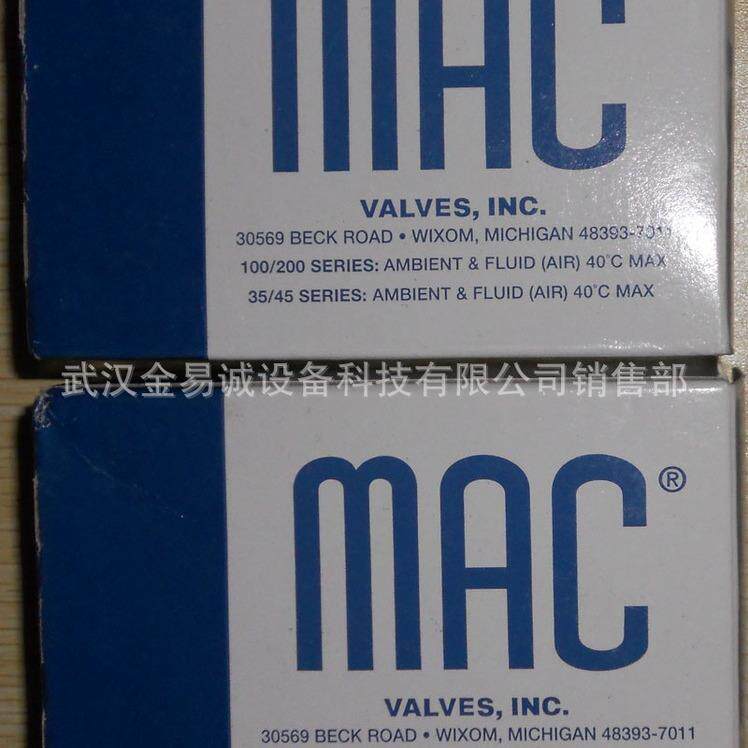 MAC
VALVES, INC.
30569 BECK ROAD • WIXOM, MICHIGAN 48393-7011
100/200 SERIES: AMBIENT & FLUID (AIR) 40°C MAX
35/45 SERIES: AMBIENT & FLUID (AIR) 40°C MAX
武汉金易诚设备科技有限公司销售部
MAC®
VALVES, INC.
30569 BECK ROAD • WIXOM, MICHIGAN 48393-7011